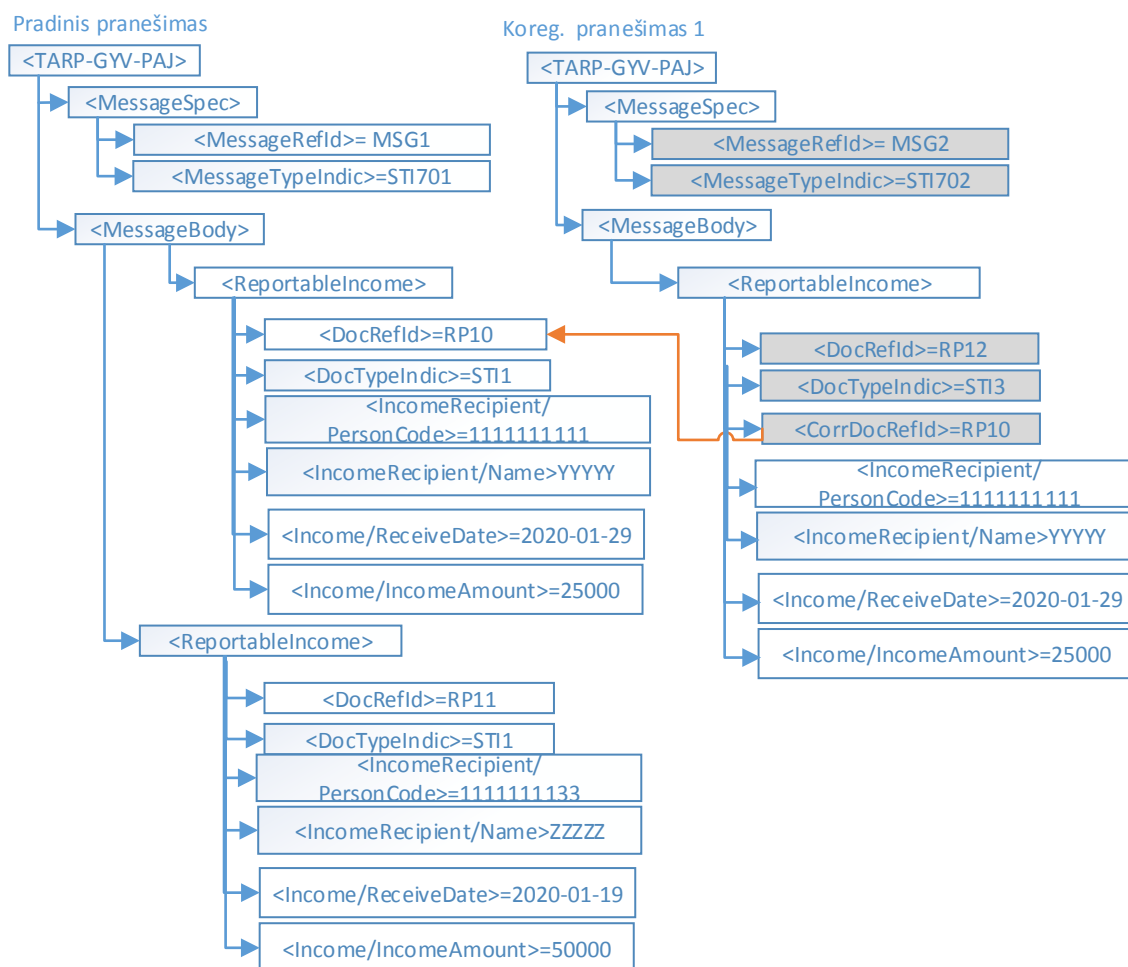 Pradinis pranešimas
<TARP-GYV-PAJ>
<MessageSpec>
<MessageRefId>= MSG1
<MessageTypeIndic>=STI701
<MessageBody>
<ReportableIncome>
<DocRefId>=RP10
<DocTypeIndic>=STI1
<IncomeRecipient/
PersonCode>=1111111111
<IncomeRecipient/Name>YYYYY
<Income/ReceiveDate>=2020-01-29
<Income/IncomeAmount>=25000
<ReportableIncome>
<DocRefId>=RP11
<DocTypeIndic>=STI1
<IncomeRecipient/
PersonCode>=1111111133
<IncomeRecipient/Name>ZZZZZ
<Income/ReceiveDate>=2020-01-19
<Income/IncomeAmount>=50000
Koreg. pranešimas 1
<TARP-GYV-PAJ>
<MessageSpec>
<MessageRefId>= MSG2
<MessageTypeIndic>=STI702
<MessageBody>
<ReportableIncome>
<DocRefId>=RP12
<DocTypeIndic>=STI3
<CorrDocRefId>=RP10
<IncomeRecipient/
PersonCode>=1111111111
<IncomeRecipient/Name>YYYYY
<Income/ReceiveDate>=2020-01-29
<Income/IncomeAmount>=25000